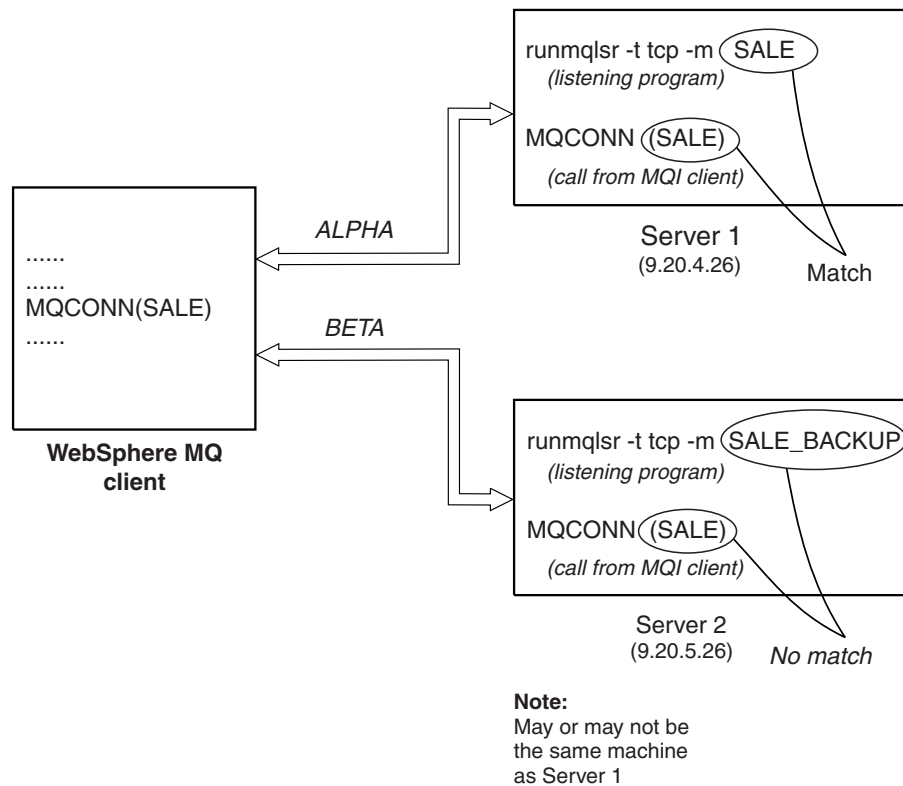 runmqlsr -t tcp -m SALE
(listening program)
MQCONN (SALE)
(call from MQI client)
Server 1
(9.20.4.26)
Match
ALPHA
......
......
MQCONN(SALE)
......
BETA
WebSphere MQ
client
runmqlsr -t tcp -m SALE_BACKUP
(listening program)
MQCONN (SALE)
(call from MQI client)
Server 2
(9.20.5.26)
No match
Note:
May or may not be
the same machine
as Server 1